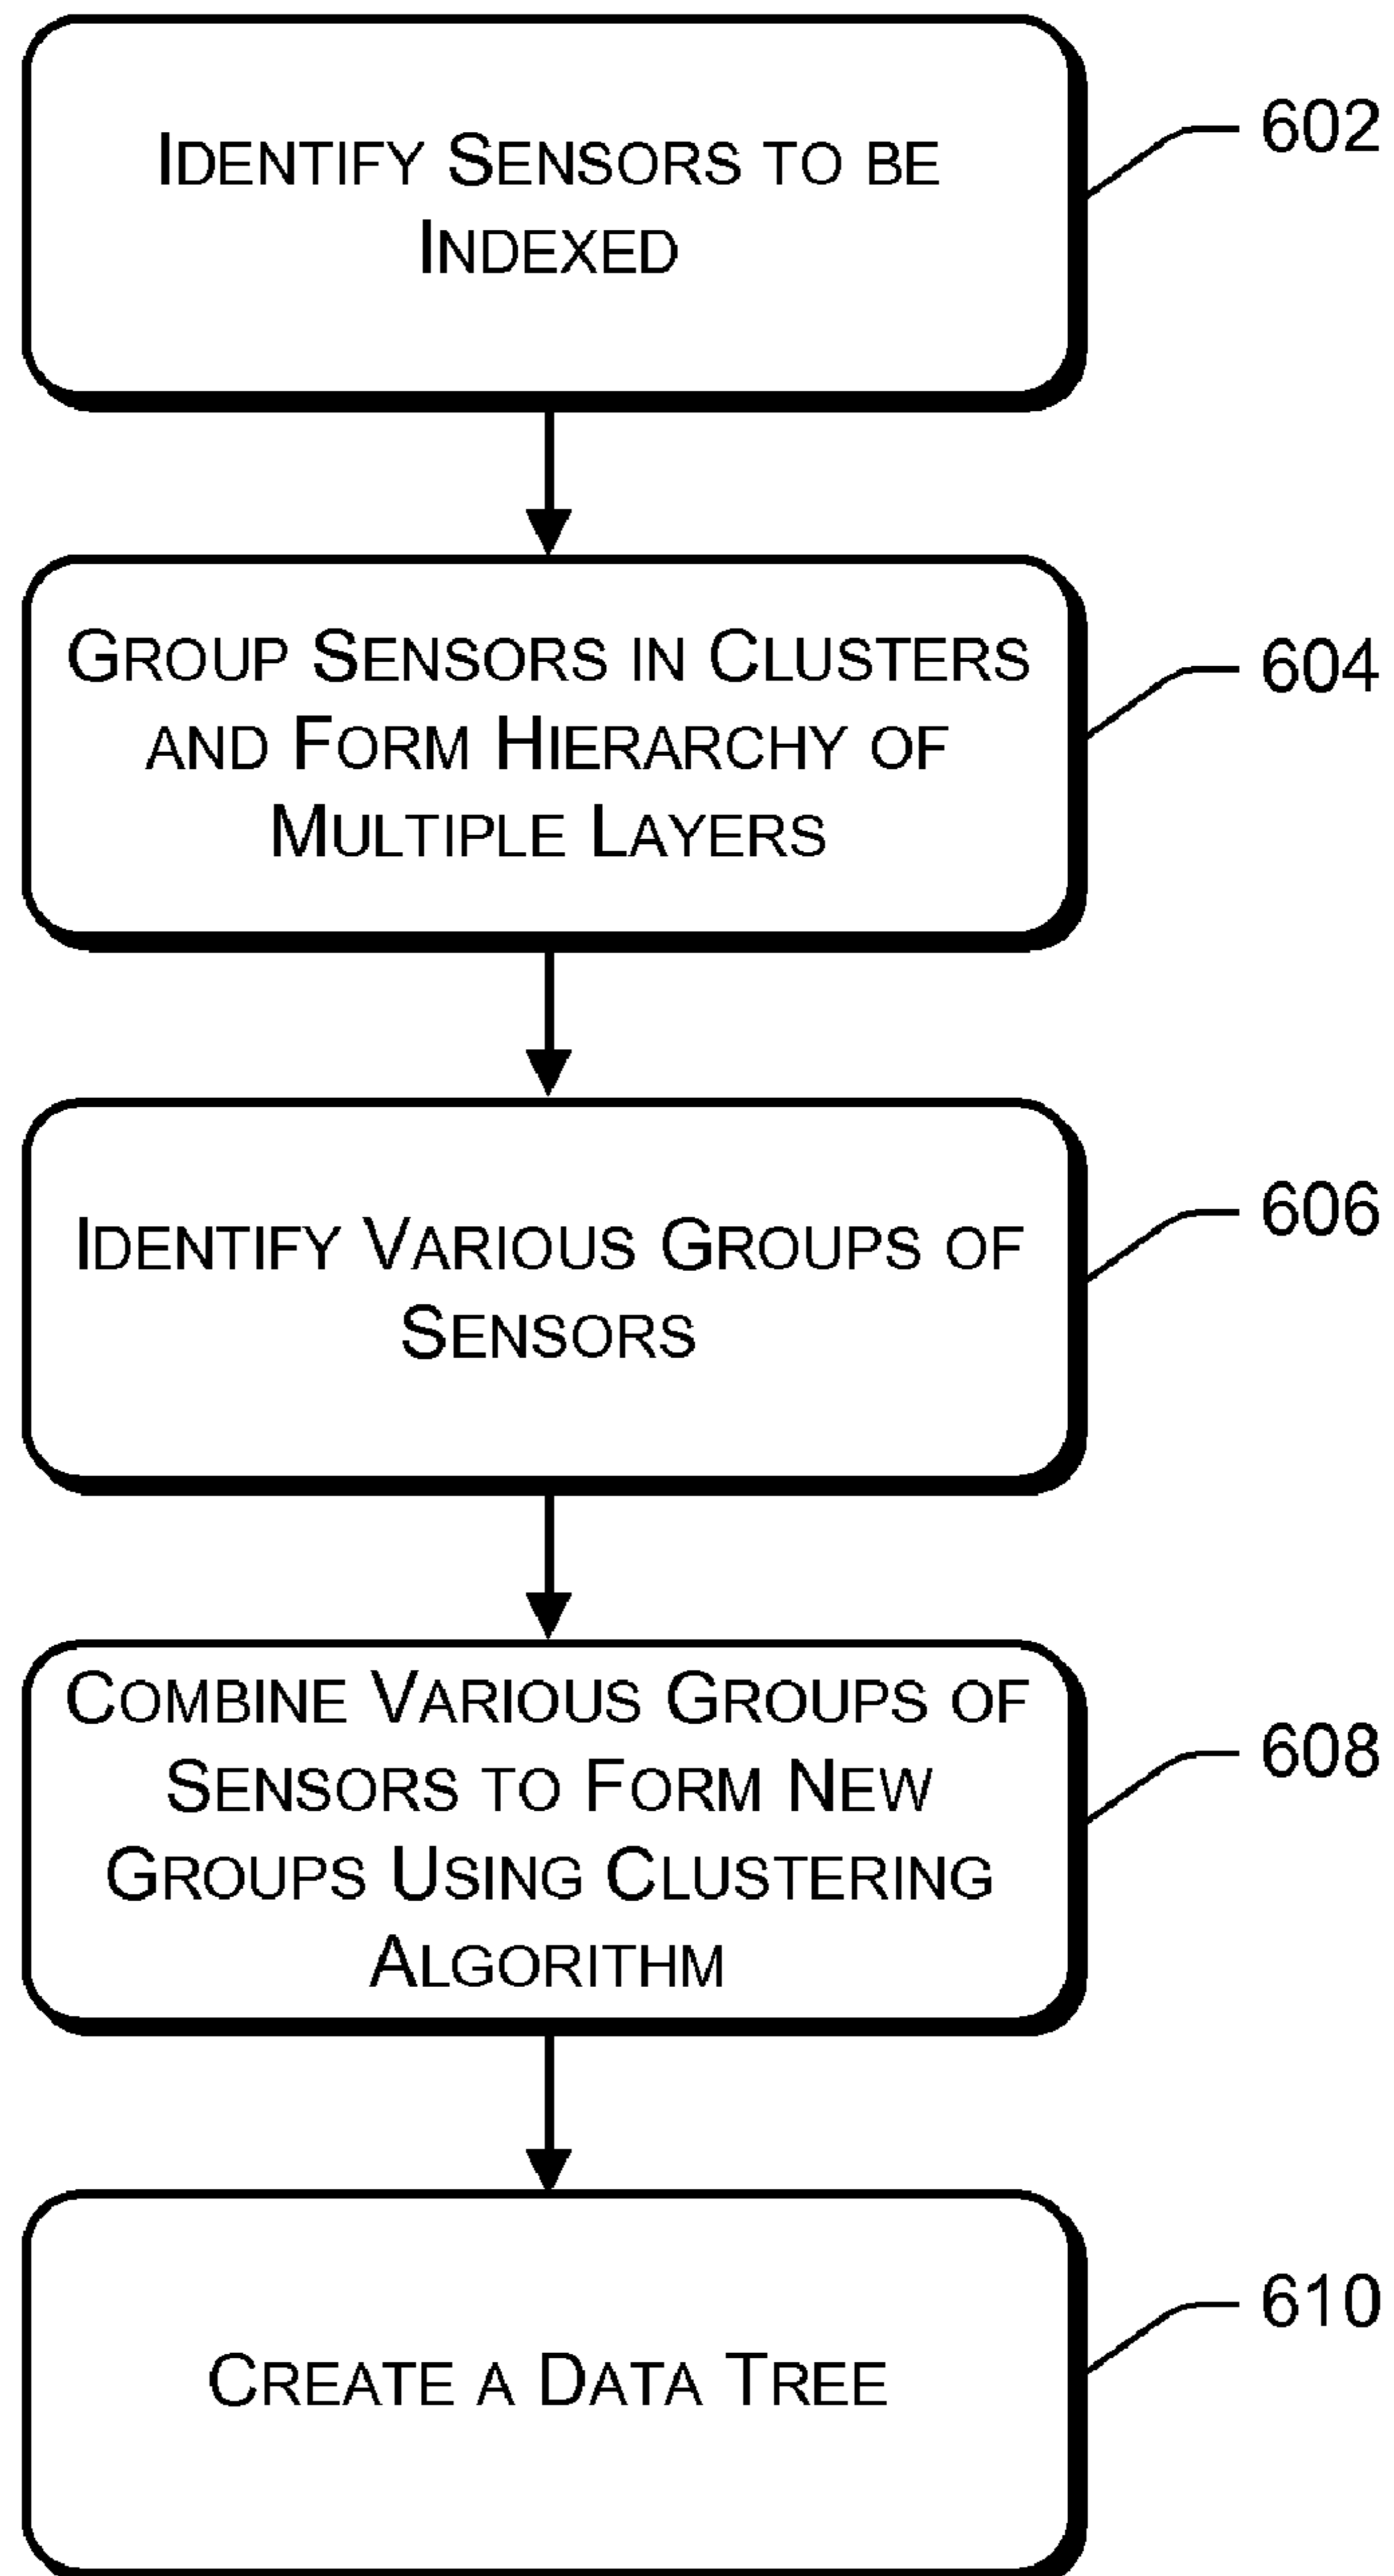 IDENTIFY SENSORS TO BE
INDEXED
602
GROUP SENSORS IN CLUSTERS
AND FORM HIERARCHY OF
MULTIPLE LAYERS
604
IDENTIFY VARIOUS GROUPS OF
SENSORS
606
COMBINE VARIOUS GROUPS OF
SENSORS TO FORM NEW
GROUPS USING CLUSTERING
ALGORITHM
608
CREATE A DATA TREE
610